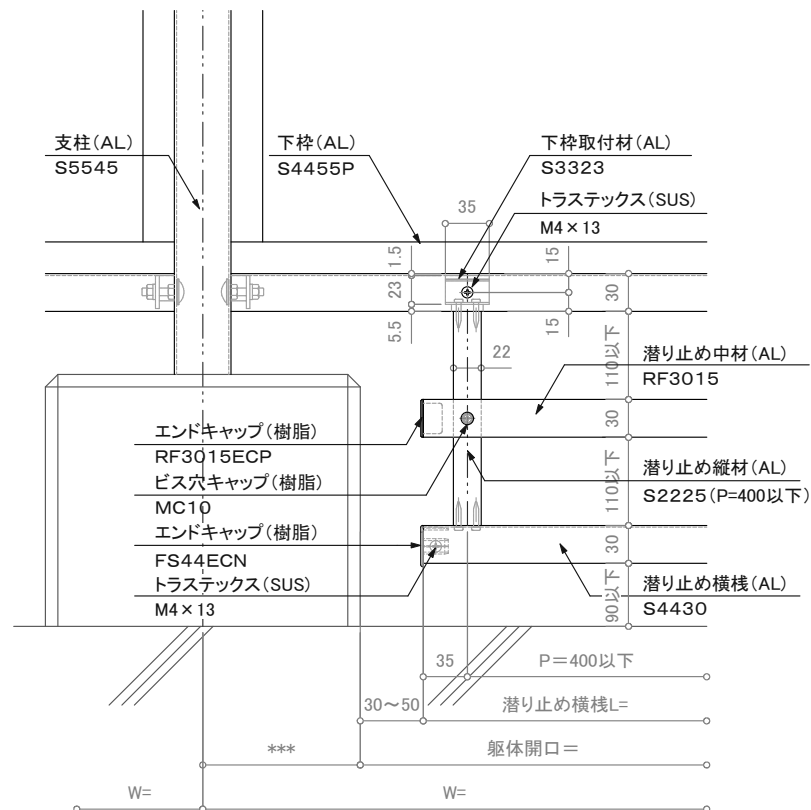 支柱(AL)
S5545
下枠(AL)
S4455P
下枠取付材(AL)
S3323
トラステックス(SUS)
M4×13
35
1.5
23
5.5
15
15
30
110以下
22
潜り止め中材(AL)
RF3015
30
エンドキャップ(樹脂)
RF3015ECP
ビス穴キャップ(樹脂)
MC10
エンドキャップ(樹脂)
FS44ECN
トラステックス(SUS)
M4×13
潜り止め縦材(AL)
S2225(P=400以下)
110以下
30
潜り止め横桟(AL)
S4430
90以下
35
P=400以下
30~50
潜り止め横桟L=
***
躯体開口=
W=
W=